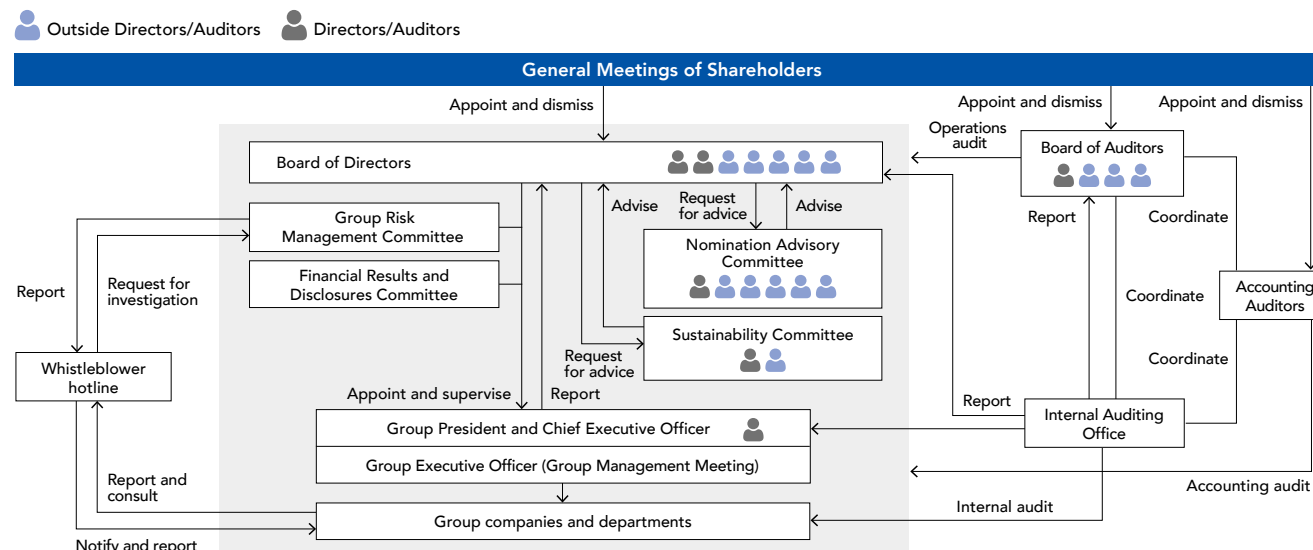 Outside Directors/Auditors
Directors/Auditors
General Meetings of Shareholders
Appoint and dismiss
Appoint and dismiss
Appoint and dismiss
Operations
audit
Board of Directors
Board of Auditors
Advise
Request
for advice
Advise
Report
Coordinate
Group Risk
Management Committee
Nomination Advisory
Committee
Report
Request for
investigation
Financial Results and
Disclosures Committee
Coordinate
Accounting
Auditors
Sustainability Committee
Whistleblower
hotline
Request
for advice
Coordinate
Appoint and supervise
Report
Report
Group President and Chief Executive Officer
Internal Auditing
Office
Group Executive Officer (Group Management Meeting)
Report and
consult
Accounting audit
Internal audit
Group companies and departments
Notify and report